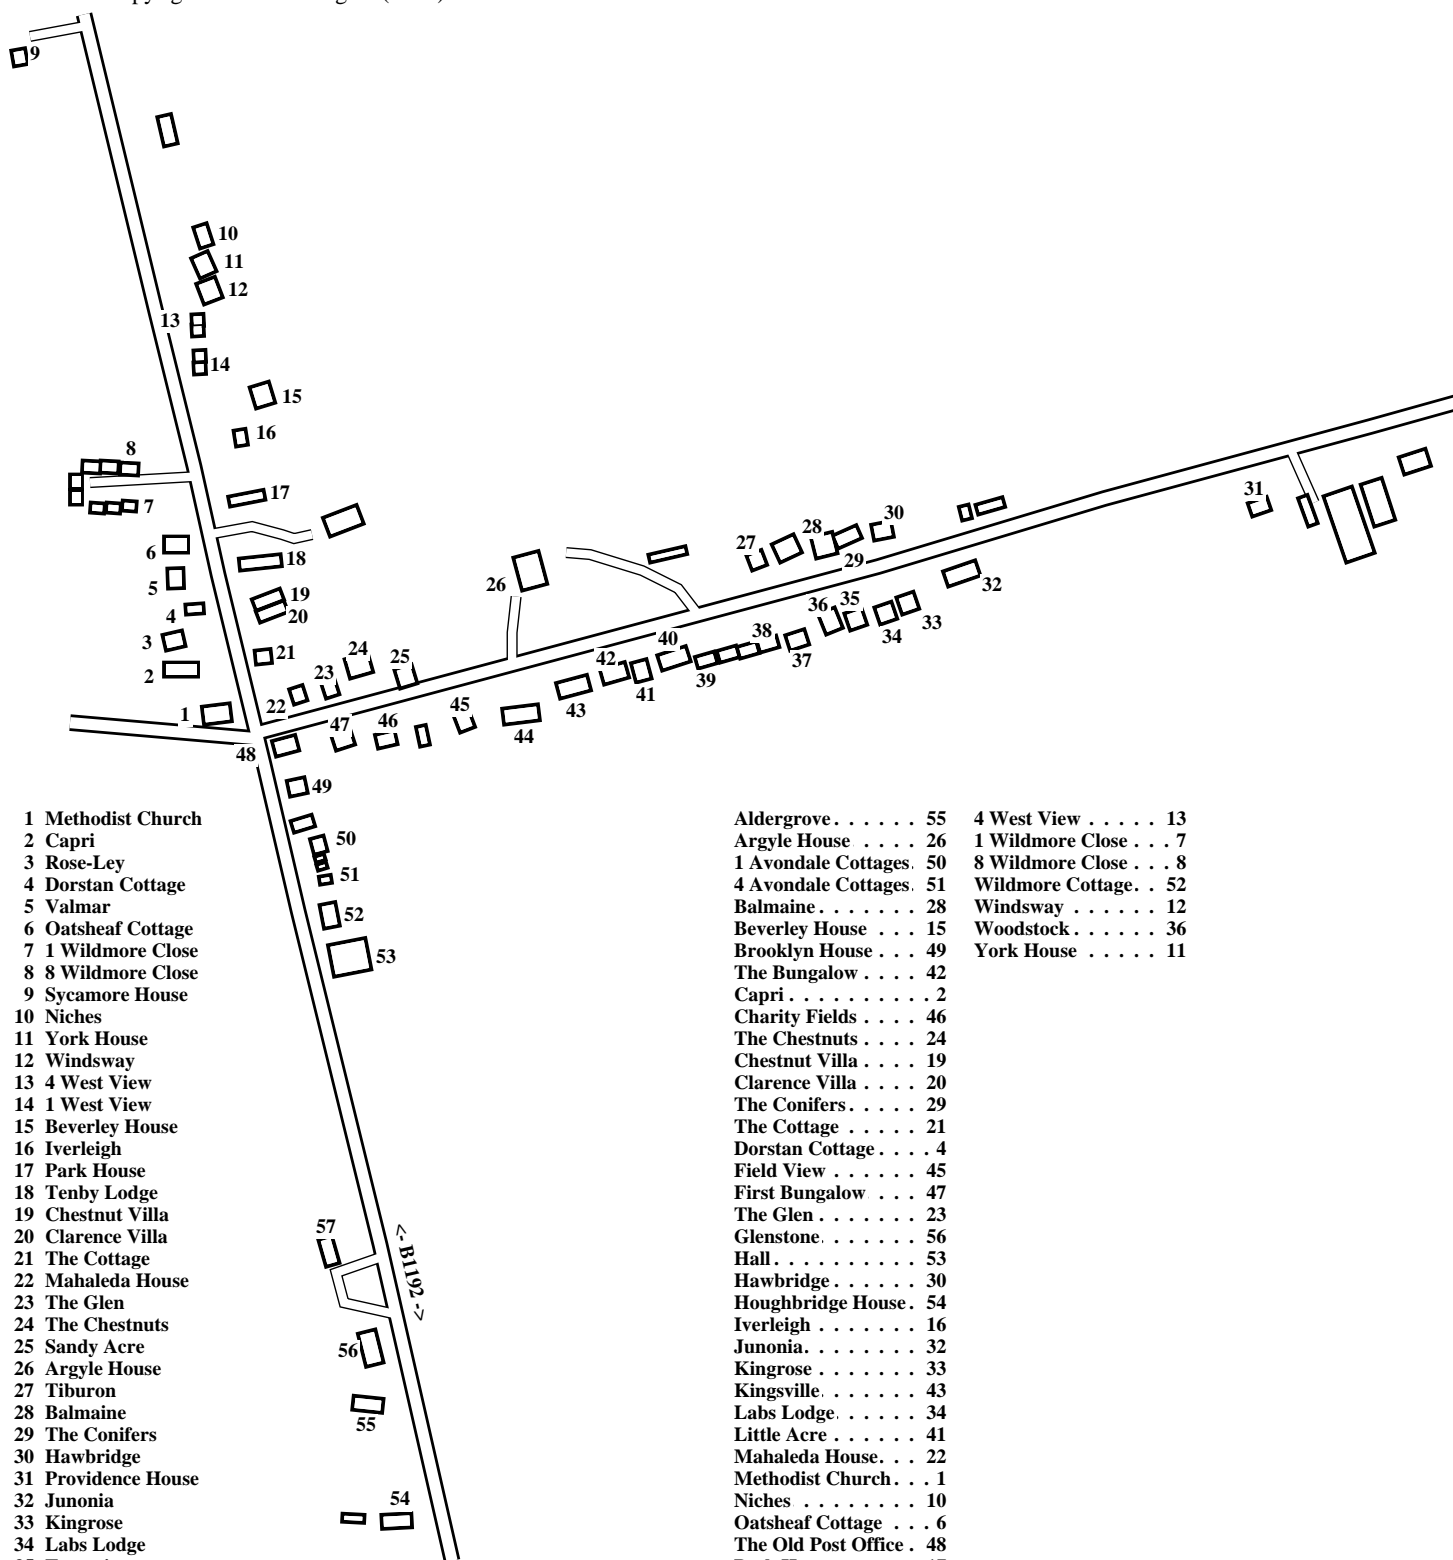 9
10
11
12
13
14
15
16
8
17
7
6
18
5
19
4
20
3
21
2
24
23
25
22
1
26
27
28
30
29
31
32
33
34
35
36
37
38
39
40
41
42
43
44
45
46
47
48
49
50
51
52
53
57
<- B1192 ->
56
55
54
1 Methodist Church
2 Capri
3 Rose-Ley
4 Dorstan Cottage
5 Valmar
6 Oatsheaf Cottage
7 1 Wildmore Close
8 8 Wildmore Close
9 Sycamore House
10 Niches
11 York House
12 Windsway
13 4 West View
14 1 West View
15 Beverley House
16 Iverleigh
17 Park House
18 Tenby Lodge
19 Chestnut Villa
20 Clarence Villa
21 The Cottage
22 Mahaleda House
23 The Glen
24 The Chestnuts
25 Sandy Acre
26 Argyle House
27 Tiburon
28 Balmaine
29 The Conifers
30 Hawbridge
31 Providence House
32 Junonia
33 Kingrose
34 Labs Lodge
Aldergrove . . . . . . 55
Argyle House . . . . 26
1 Avondale Cottages . 50
4 Avondale Cottages . 51
Balmaine . . . . . . . 28
Beverley House . . . 15
Brooklyn House . . . 49
The Bungalow . . . . 42
Capri . . . . . . . . . . 2
Charity Fields . . . . 46
The Chestnuts . . . . 24
Chestnut Villa . . . . 19
Clarence Villa . . . . 20
The Conifers . . . . . 29
The Cottage . . . . . 21
Dorstan Cottage . . . . 4
Field View . . . . . . 45
First Bungalow . . . . 47
The Glen . . . . . . . 23
Glenstone . . . . . . . 56
Hall . . . . . . . . . . 53
Hawbridge . . . . . . 30
Houghbridge House . 54
Iverleigh . . . . . . . 16
Junonia . . . . . . . . 32
Kingrose . . . . . . . 33
Kingsville . . . . . . . 43
Labs Lodge . . . . . . 34
Little Acre . . . . . . 41
Mahaleda House . . . 22
Methodist Church . . . 1
Niches . . . . . . . . . 10
Oatsheaf Cottage . . . 6
The Old Post Office . 48
4 West View . . . . . 13
1 Wildmore Close . . . 7
8 Wildmore Close . . . 8
Wildmore Cottage . . 52
Windsway . . . . . . 12
Woodstock . . . . . . 36
York House . . . . . 11